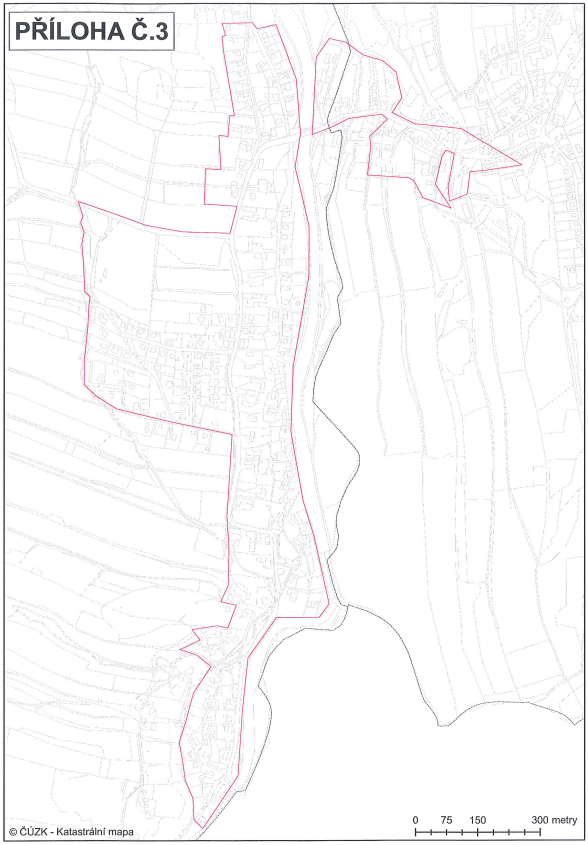 PŘÍLOHA Č.3
0 75 150 300 metry
© ČÚZK - Katastrální mapa